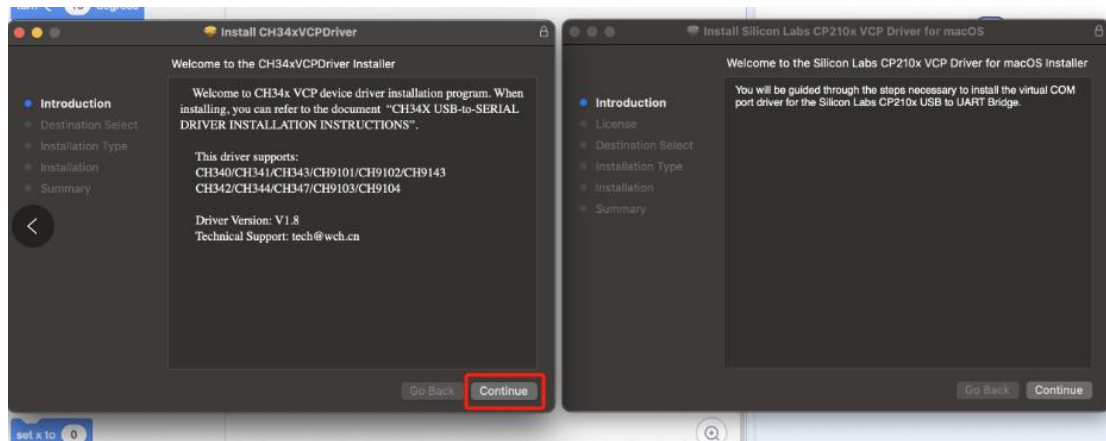 turn 15 degrees
Install CH34xVCPDriver
Welcome to the CH34xVCPDriver Installer
Introduction
Destination Select
Installation Type
Installation
Summary
Welcome to CH34x VCP device driver installation program. When
installing, you can refer to the document “CH34X USB-to-SERIAL
DRIVER INSTALLATION INSTRUCTIONS”.
This driver supports:
CH340/CH341/CH343/CH9101/CH9102/CH9143
CH342/CH344/CH347/CH9103/CH9104
Driver Version: V1.8
Technical Support: tech@wch.cn
Go Back
Continue
Install Silicon Labs CP210x VCP Driver for macOS
Welcome to the Silicon Labs CP210x VCP Driver for macOS Installer
Introduction
License
Destination Select
Installation Type
Installation
Summary
You will be guided through the steps necessary to install the virtual COM
port driver for the Silicon Labs CP210x USB to UART Bridge.
Go Back
Continue
set x to 0